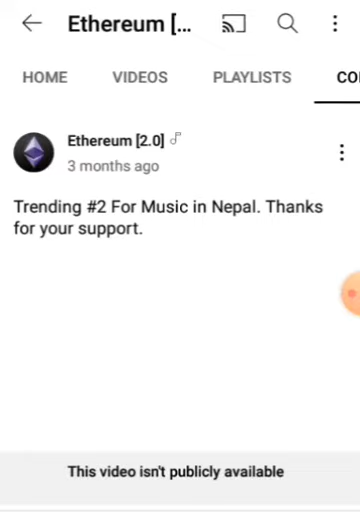 Ethereum [...
HOME VIDEOS PLAYLISTS CO
Ethereum [2.0]
3 months ago
Trending #2 For Music in Nepal. Thanks
for your support.
This video isn't publicly available